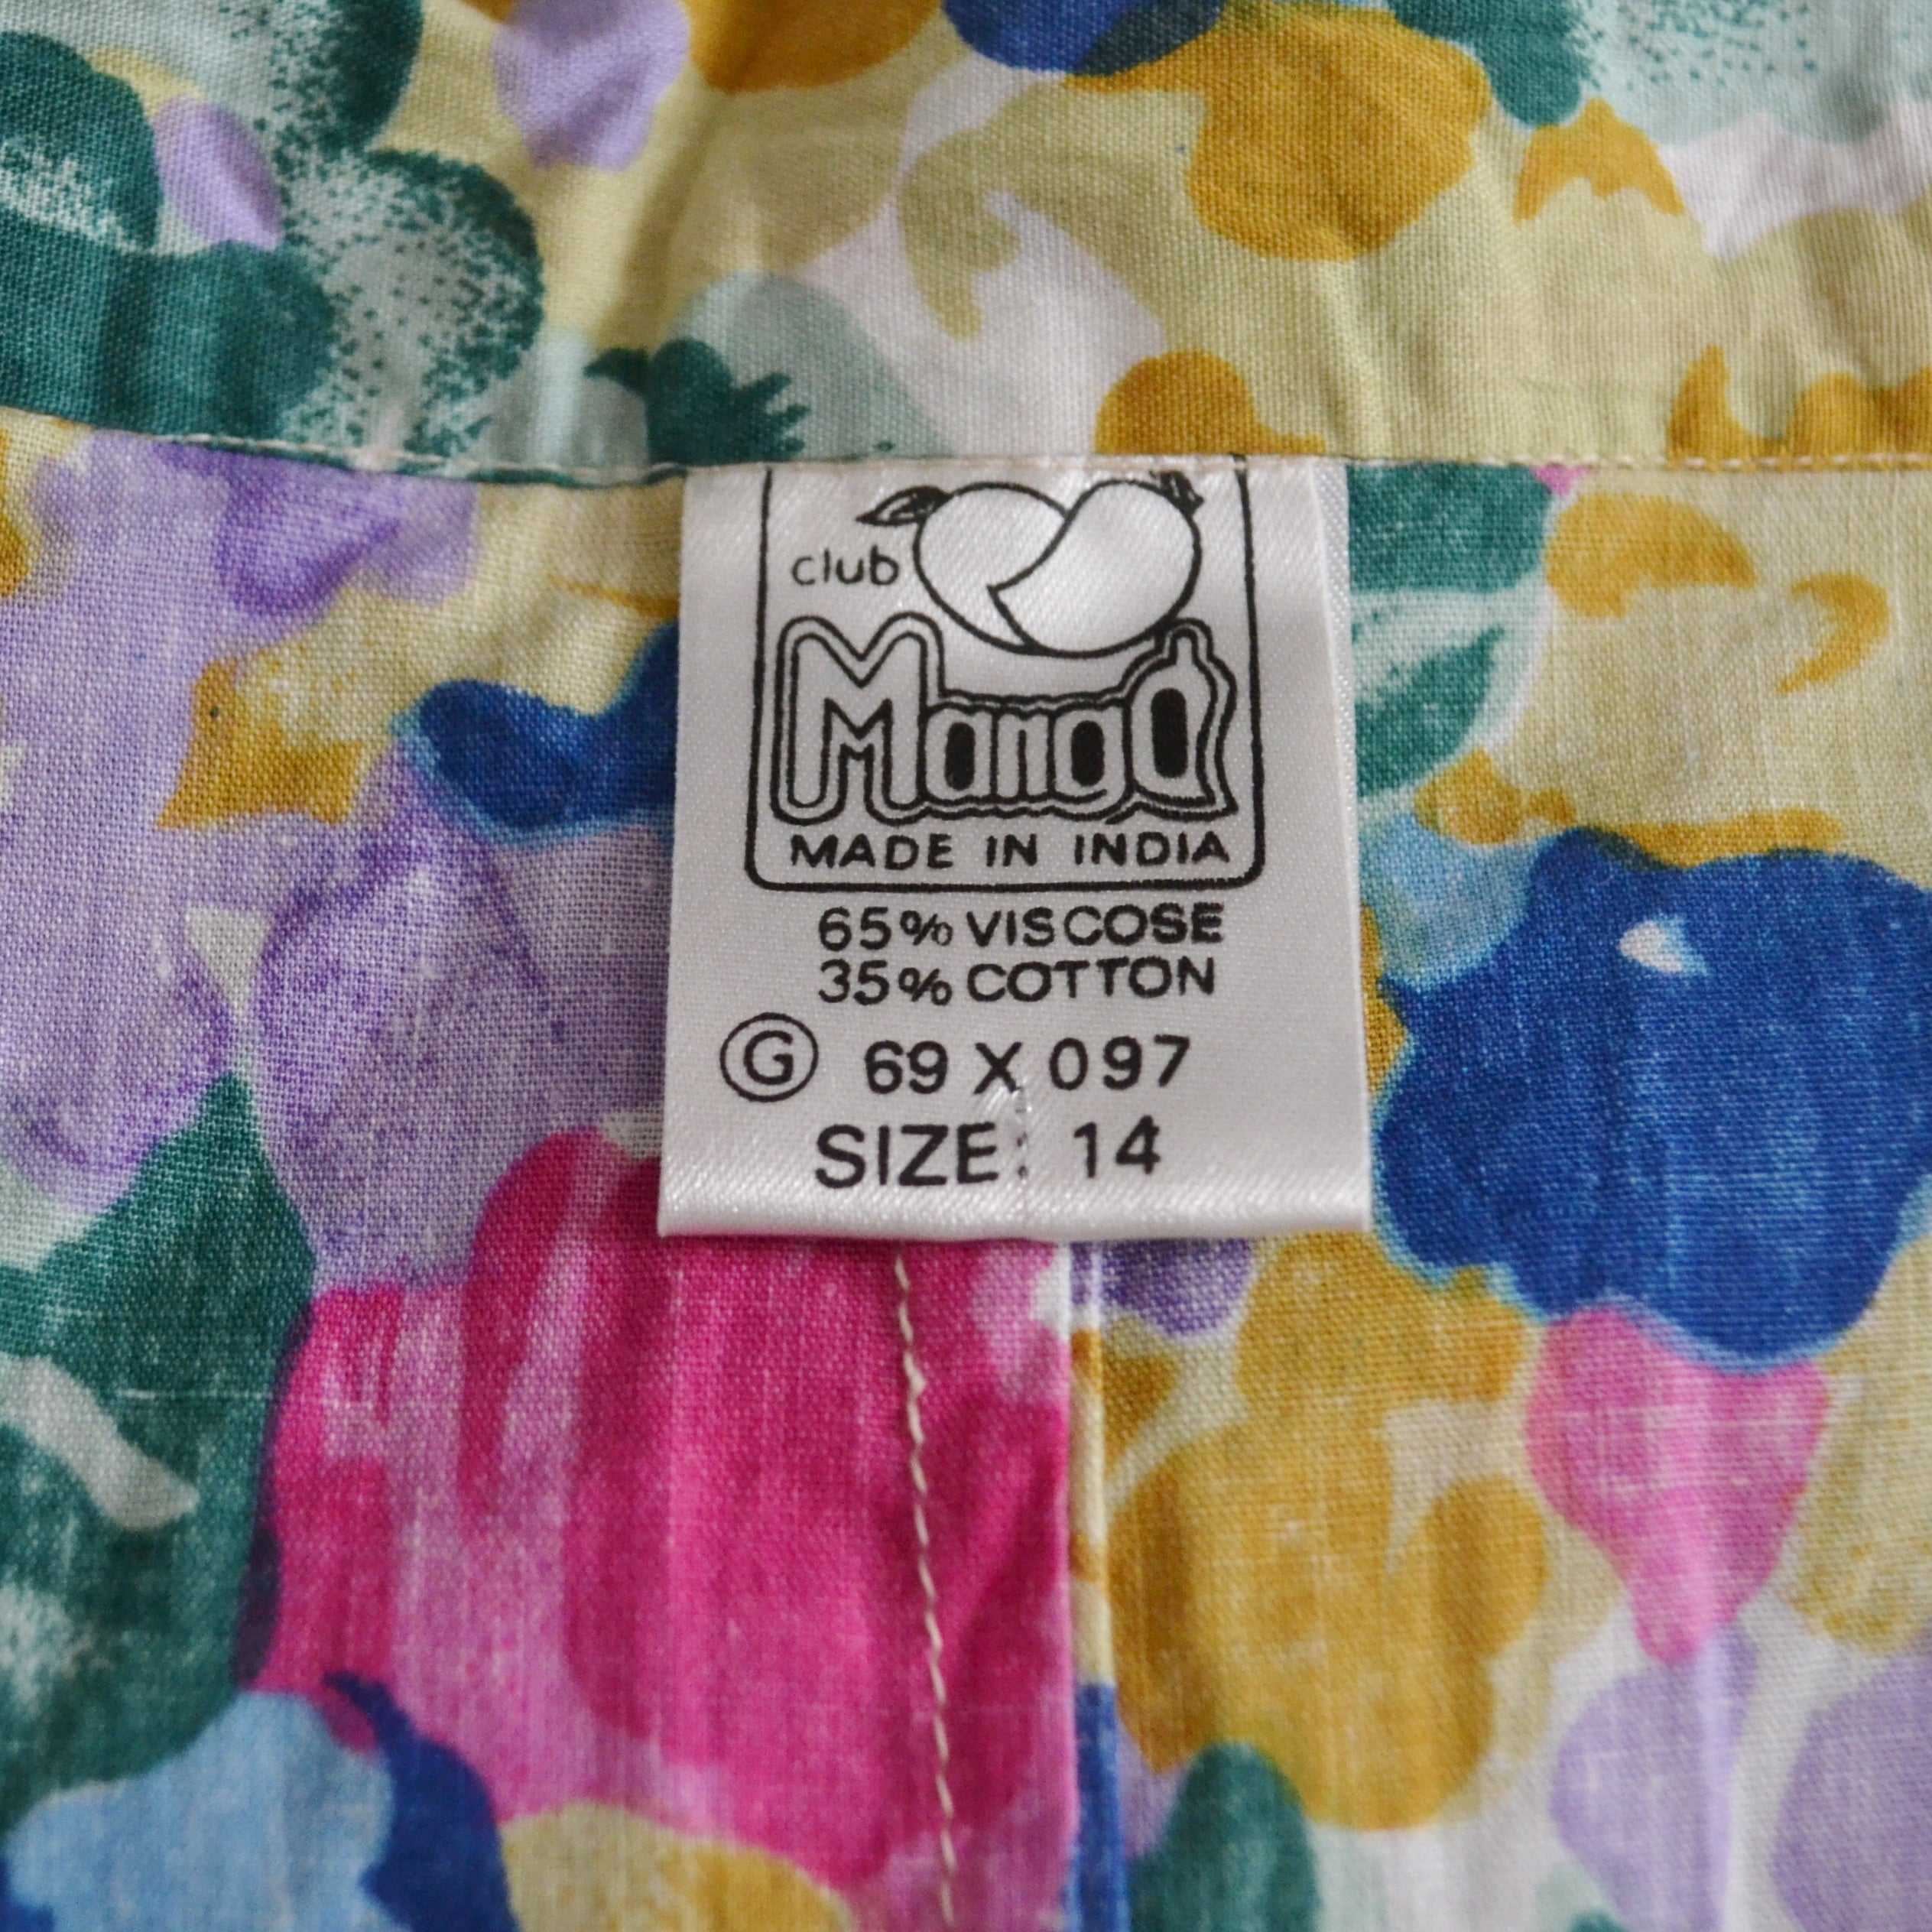 club
Mango
MADE IN INDIA
65% VISCOSE
35% COTTON
G 69 X 097
SIZE: 14